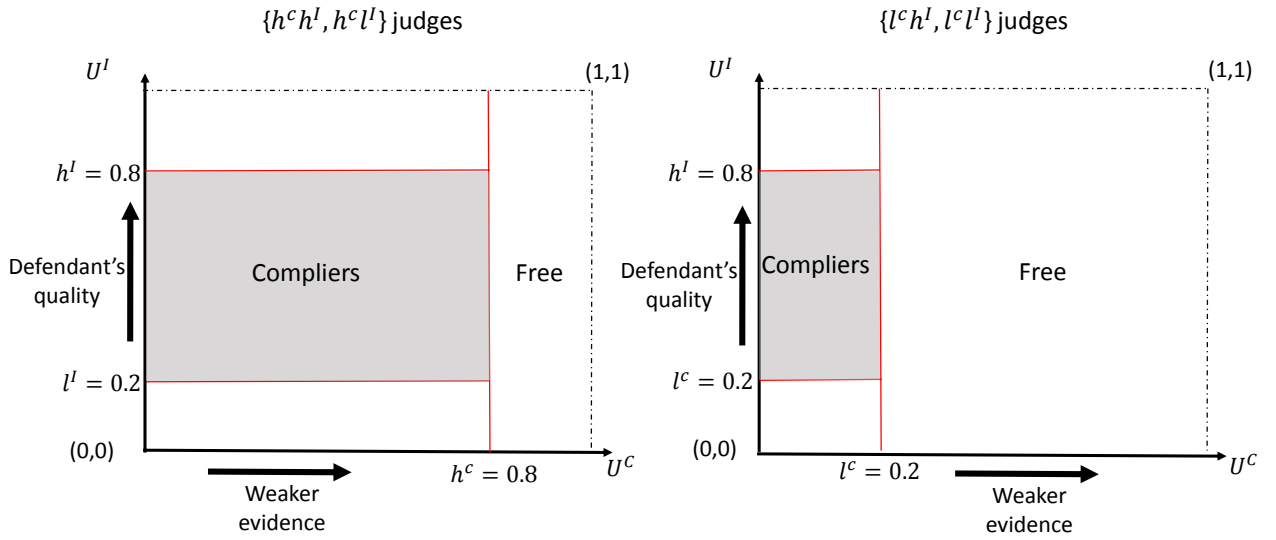 {h^c h^I, h^c l^I} judges
U^I
(1,1)
h^I = 0.8
Defendant's
quality
Compliers
Free
l^I = 0.2
(0,0)
h^c = 0.8
U^C
Weaker
evidence
{l^c h^I, l^c l^I} judges
U^I
(1,1)
h^I = 0.8
Defendant's
quality
Compliers
Free
l^c = 0.2
(0,0)
l^c = 0.2
U^C
Weaker
evidence